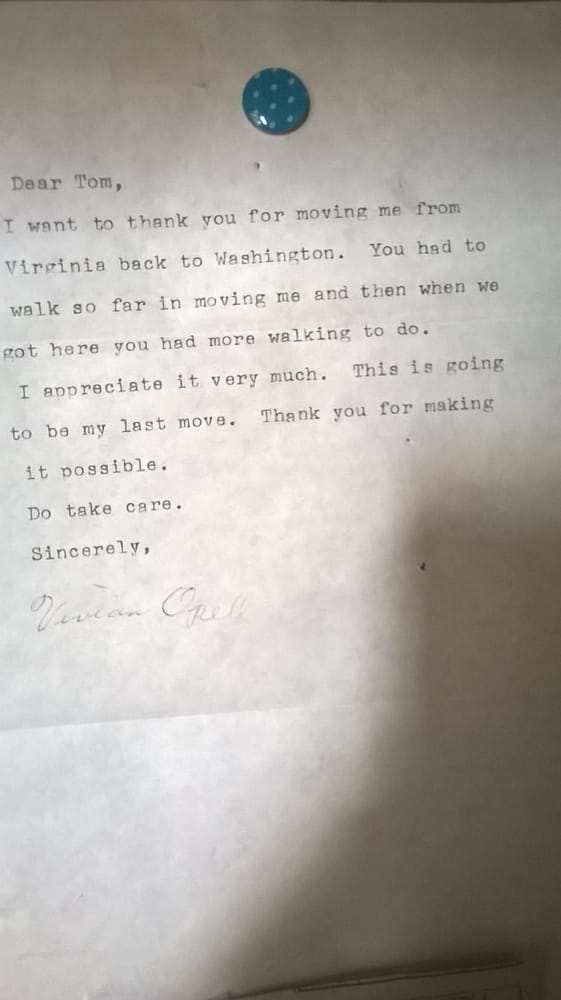 Dear Tom,
I want to thank you for moving me from
Virginia back to Washington. You had to
walk so far in moving me and then when we
got here you had more walking to do.
I appreciate it very much. This is going
to be my last move. Thank you for making
it possible.
Do take care.
Sincerely,
Vivian